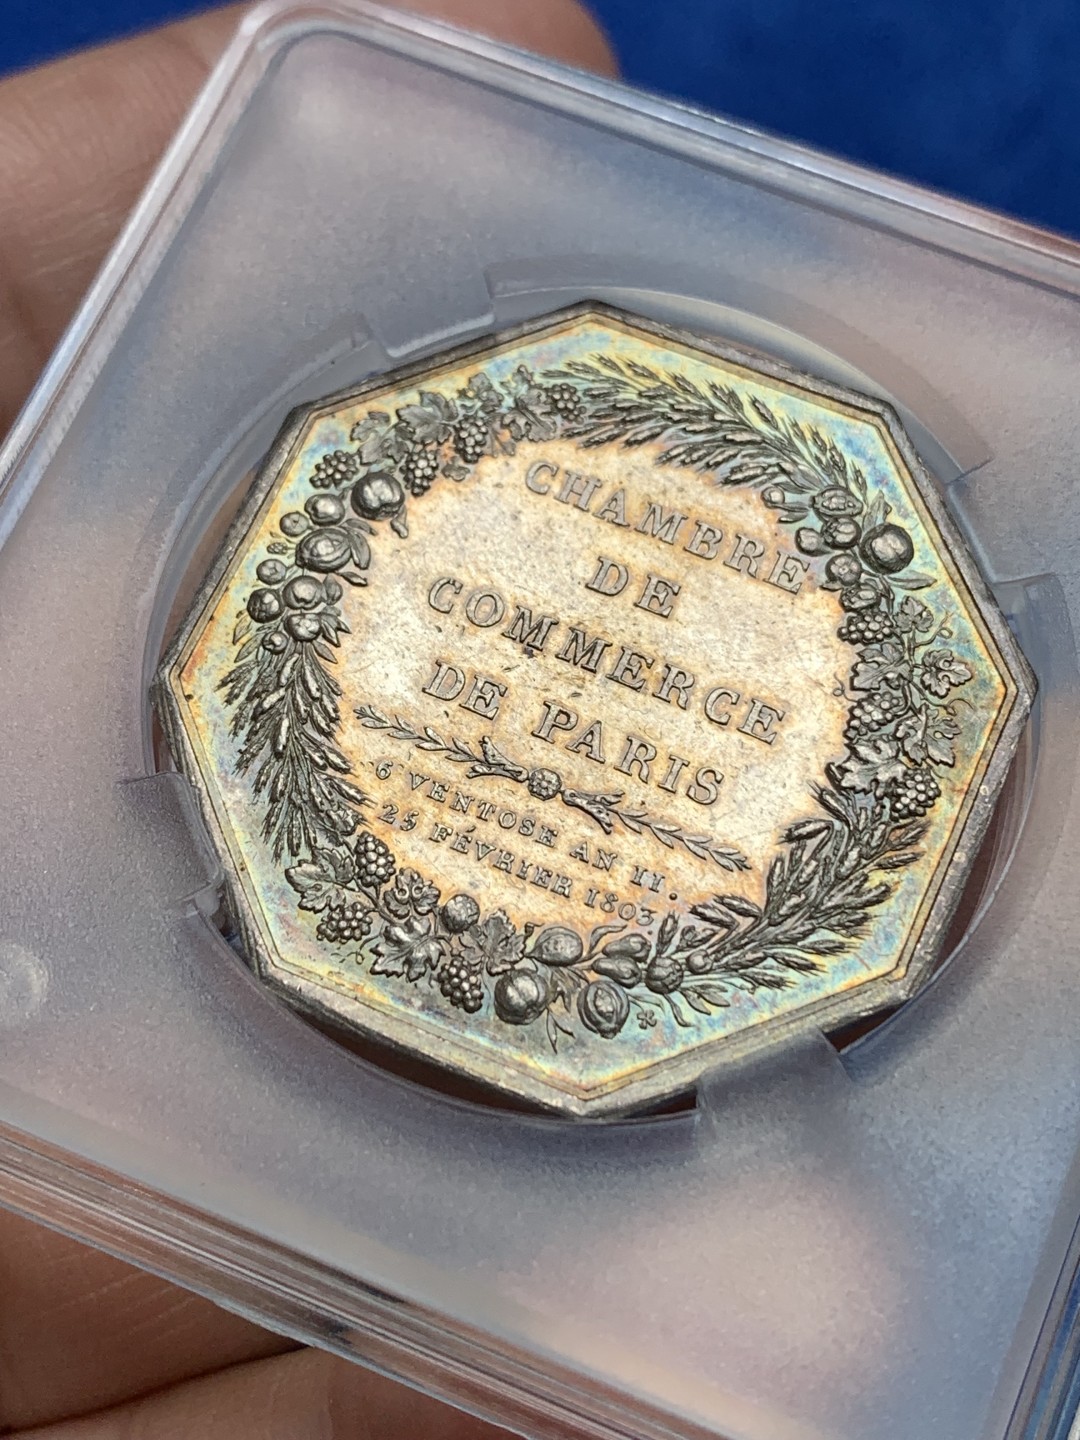 CHAMBRE
DE
COMMERCE
DE PARIS
6 VENTOSE AN 11.
25 FÉVRIER 1803